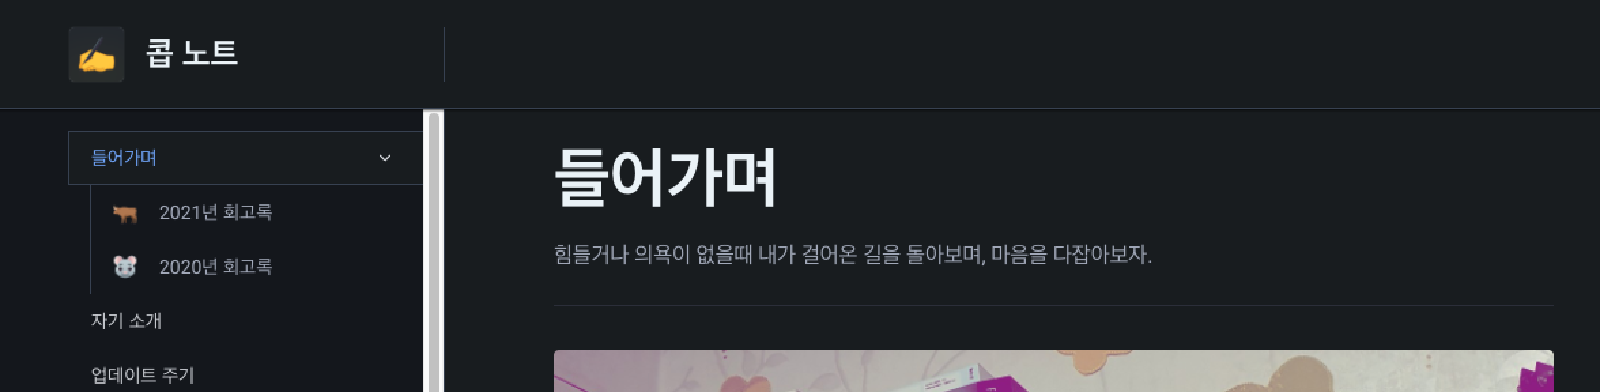 콥 노트
들어가며
2021년 회고록
2020년 회고록
자기 소개
업데이트 주기
들어가며
힘들거나 의욕이 없을때 내가 걸어온 길을 돌아보며, 마음을 다잡아보자.